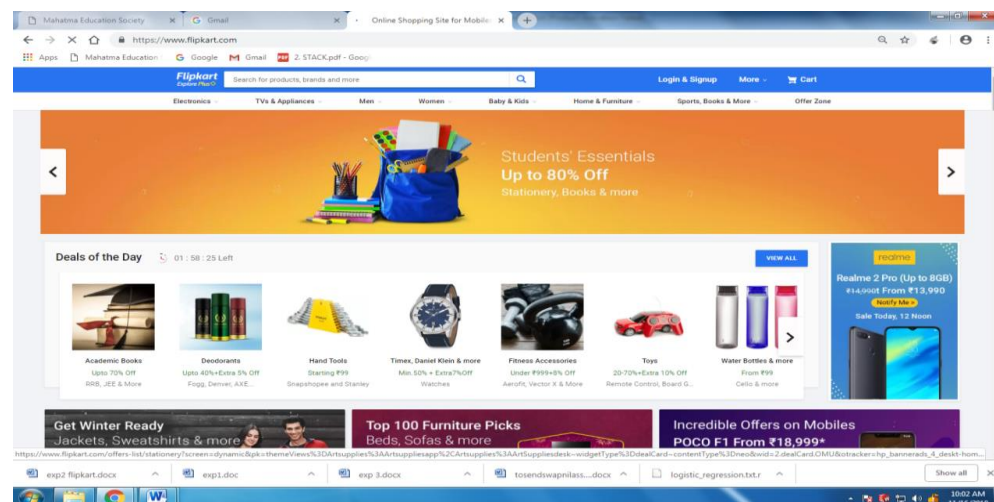 Mahatma Education Society
Gmail
Online Shopping Site for Mobile
https://www.flipkart.com
Apps Mahatma Education Google Gmail 2. STACK.pdf - Goog
Flipkart
Explore Plus
Search for products, brands and more
Login & Signup More Cart
Electronics TVs & Appliances Men Women Baby & Kids Home & Furniture Sports, Books & More Offer Zone
Students' Essentials
Up to 80% Off
Stationery, Books & more
Deals of the Day 01 : 58 : 25 Left VIEW ALL
Academic Books
Upto 70% Off
RRB, JEE & More
Deodorants
Upto 40%+Extra 5% Off
Fogg, Denver, AXE...
Hand Tools
Starting ₹99
Snapshopee and Stanley
Timex, Daniel Klein & more
Min.50% + Extra7%Off
Watches
Fitness Accessories
Under ₹999+8% Off
Aerofit, Vector X & More
Toys
20-70%+Extra 10% Off
Remote Control, Board G...
Water Bottles & more
From ₹99
Cello & more
realme
Realme 2 Pro (Up to 8GB)
₹14,990t From ₹13,990
Notify Me »
Sale Today, 12 Noon
Get Winter Ready
Jackets, Sweatshirts & more
Top 100 Furniture Picks
Beds, Sofas & more
Incredible Offers on Mobiles
POCO F1 From ₹18,999*
exp2 flipkart.docx
exp1.doc
exp 3.docx
tosendswapnilass....docx
logistic_regression.txt.r
Show all
10:02 AM